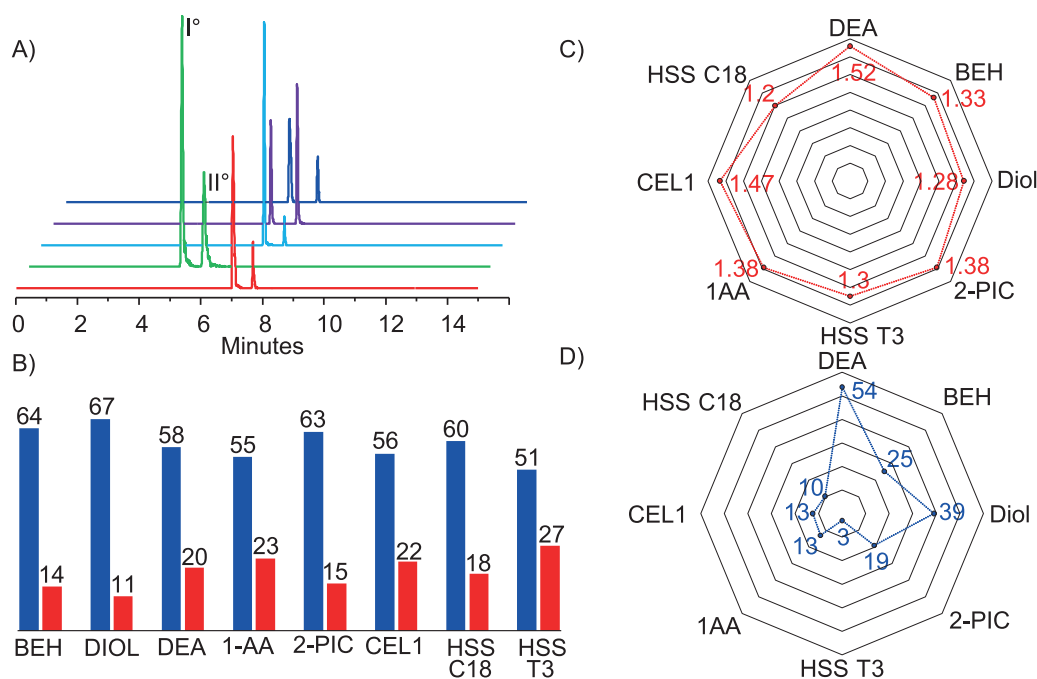 A)
I°
II°
0 2 4 6 8 10 12 14
Minutes
B)
64 67 58 55 63 56 60 51
14 11 20 23 15 22 18 27
BEH DIOL DEA 1-AA 2-PIC CEL1 HSS C18 HSS T3
C)
DEA
HSS C18
BEH
1.52
1.2
1.33
CEL1
1.47
1.28
Diol
1.38
1.3
1.38
1AA
2-PIC
HSS T3
D)
DEA
HSS C18
54
BEH
25
10
CEL1
13
39
Diol
13
3
19
1AA
2-PIC
HSS T3